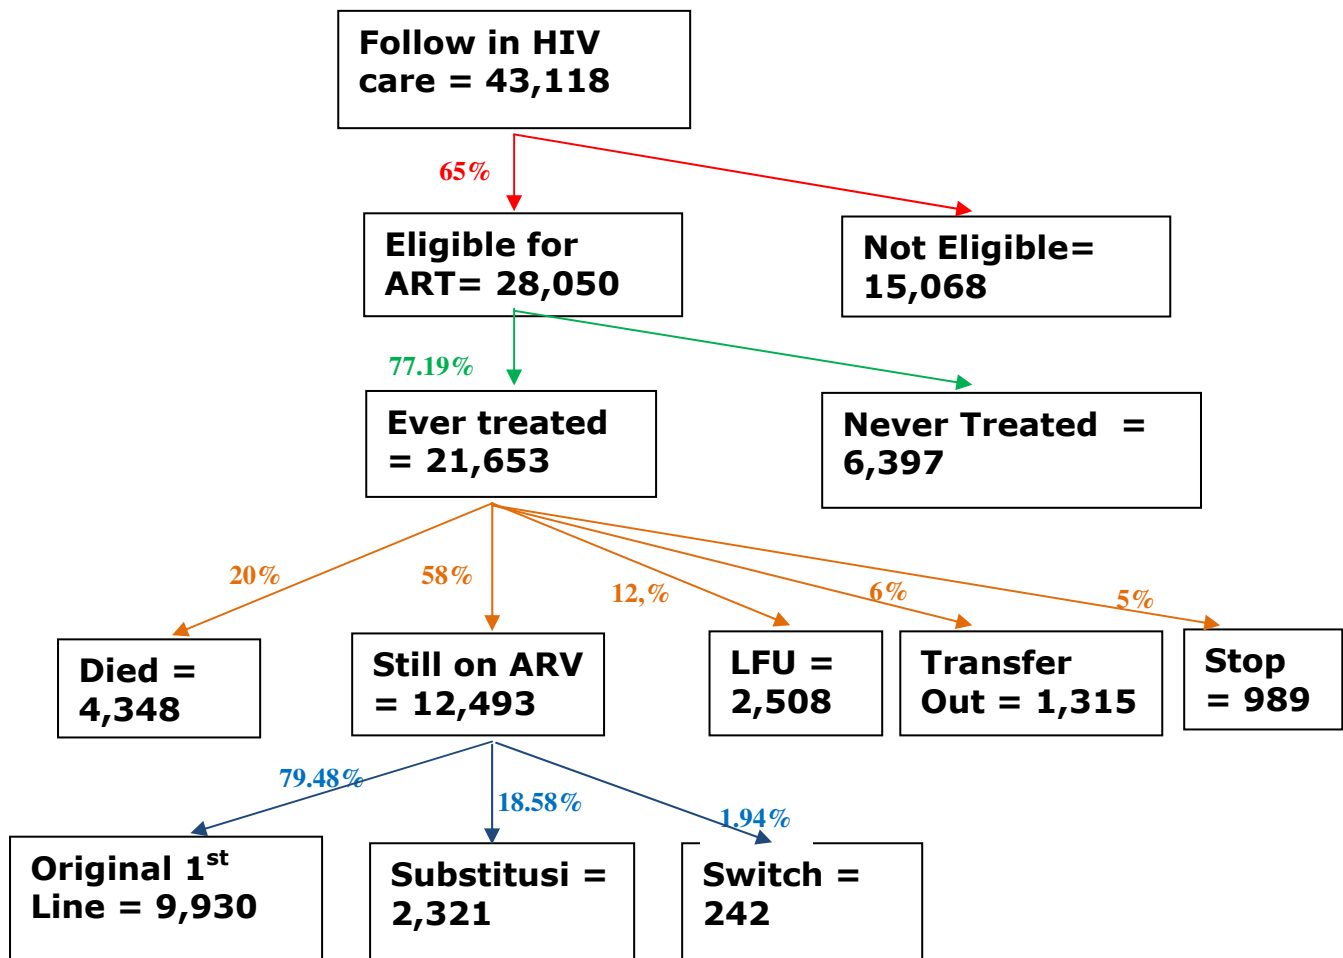 Follow in HIV
care = 43,118
65%
Eligible for
ART= 28,050
Not Eligible=
15,068
77.19%
Ever treated
= 21,653
Never Treated =
6,397
20%
58%
12,%
6%
5%
Died =
4,348
Still on ARV
= 12,493
LFU =
2,508
Transfer
Out = 1,315
Stop
= 989
79.48%
18.58%
1.94%
Original 1st
Line = 9,930
Substitusi =
2,321
Switch =
242